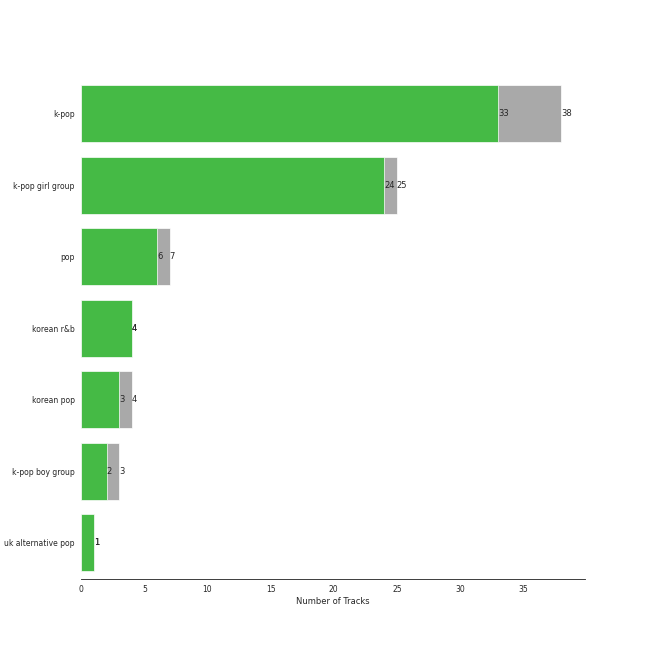 k-pop 33 38
k-pop girl group 24 25
pop 6 7
korean r&b 4
korean pop 3 4
k-pop boy group 2 3
uk alternative pop 1
0 5 10 15 20 25 30 35
Number of Tracks